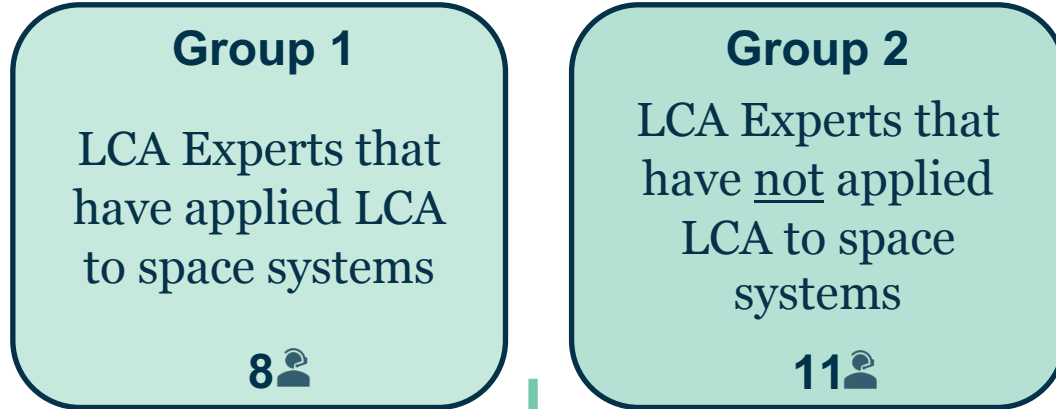 Group 1
LCA Experts that
have applied LCA
to space systems
8
Group 2
LCA Experts that
have not applied
LCA to space
systems
11